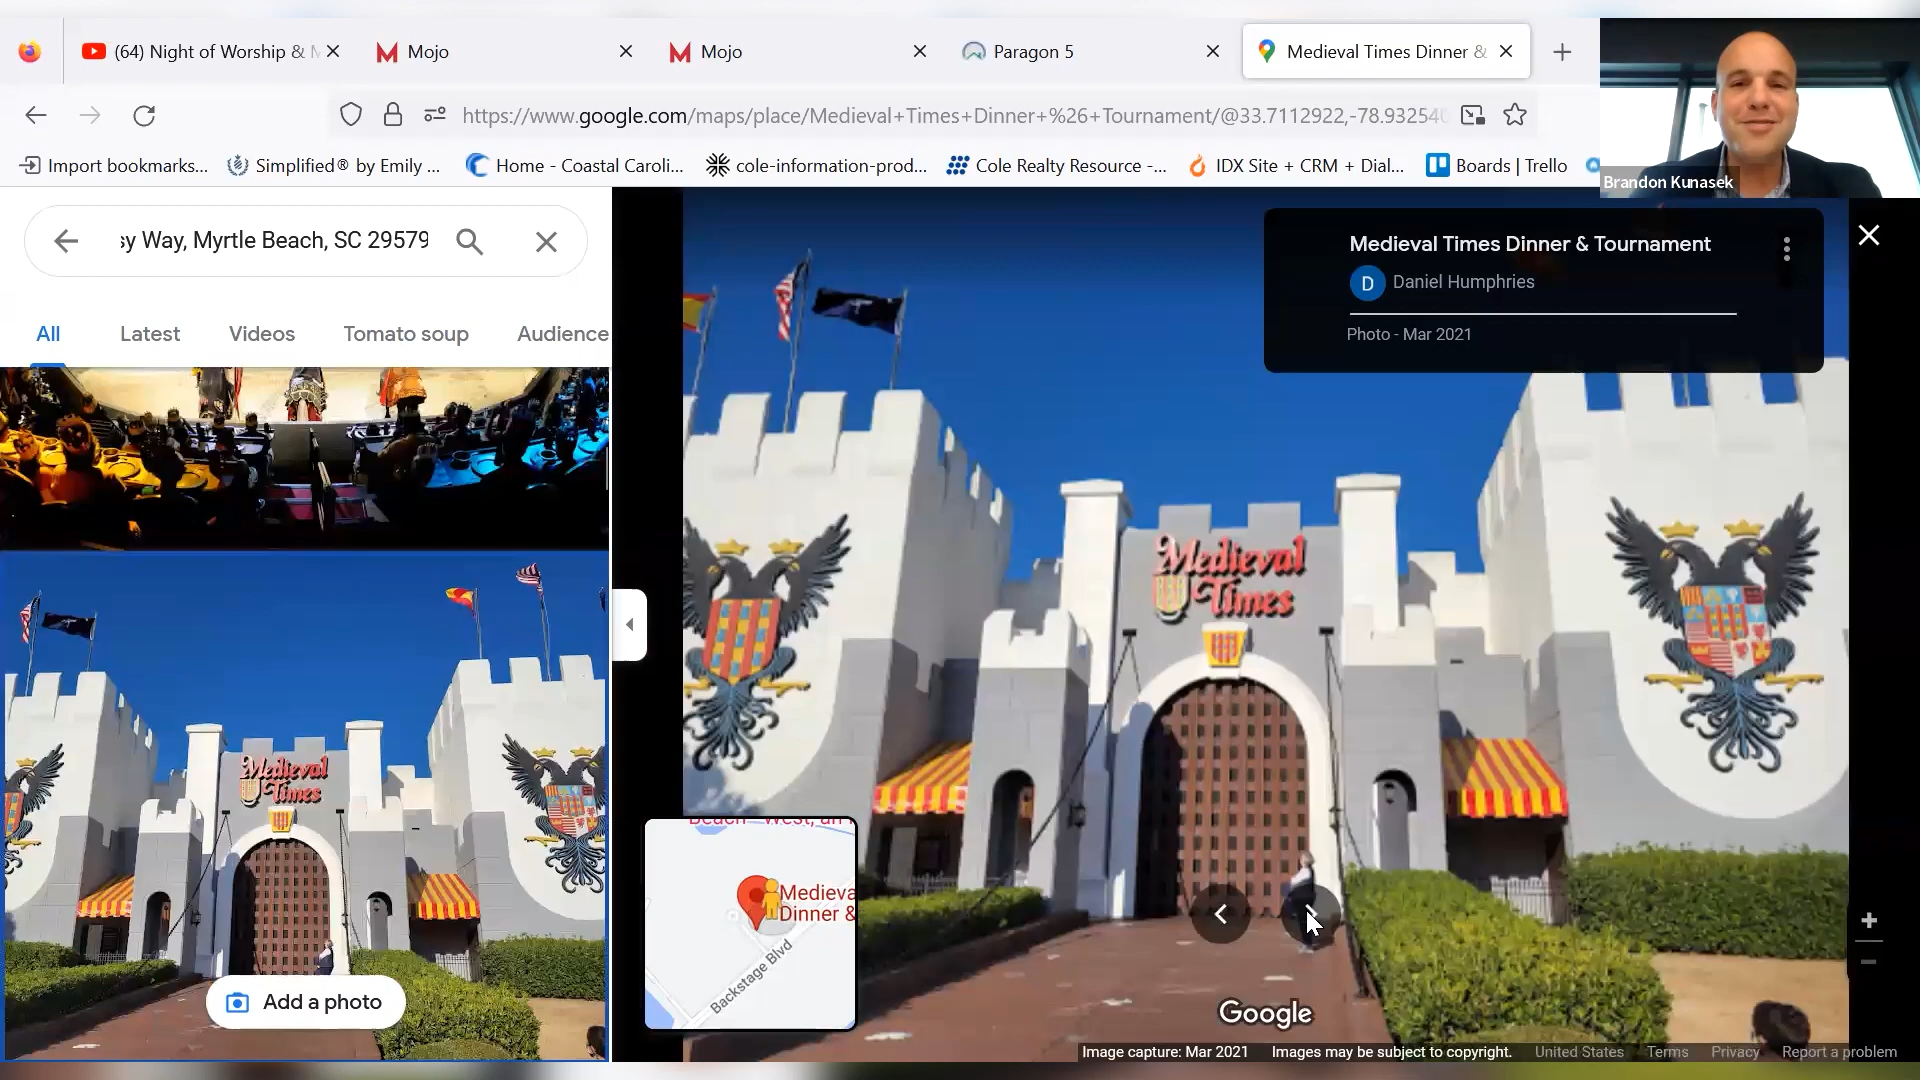 (64) Night of Worship & M
Mojo
Mojo
Paragon 5
Medieval Times Dinner &
https://www.google.com/maps/place/Medieval+Times+Dinner+%26+Tournament/@33.7112922,-78.932540
Import bookmarks...
Simplified® by Emily ...
Home - Coastal Caroli...
cole-information-prod...
Cole Realty Resource -...
IDX Site + CRM + Dial...
Boards | Trello
Brandon Kunasek
sy Way, Myrtle Beach, SC 29579
All
Latest
Videos
Tomato soup
Audience
Medieval Times Dinner & Tournament
D
Daniel Humphries
Photo - Mar 2021
Medieval
Times
Medieval
Times
Add a photo
Beach - West, an
Medieva
Dinner &
Backstage Blvd
Google
Image capture: Mar 2021
Images may be subject to copyright.
United States
Terms
Privacy
Report a problem